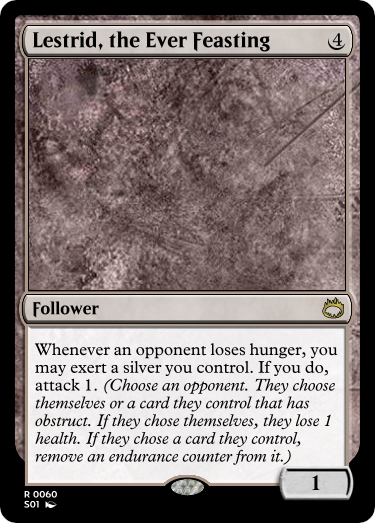 Lestrid, the Ever Feasting 4
Follower
Whenever an opponent loses hunger, you
may exert a silver you control. If you do,
attack 1. (Choose an opponent. They choose
themselves or a card they control that has
obstruct. If they chose themselves, they lose 1
health. If they chose a card they control,
remove an endurance counter from it.)
1
R 0060
S01